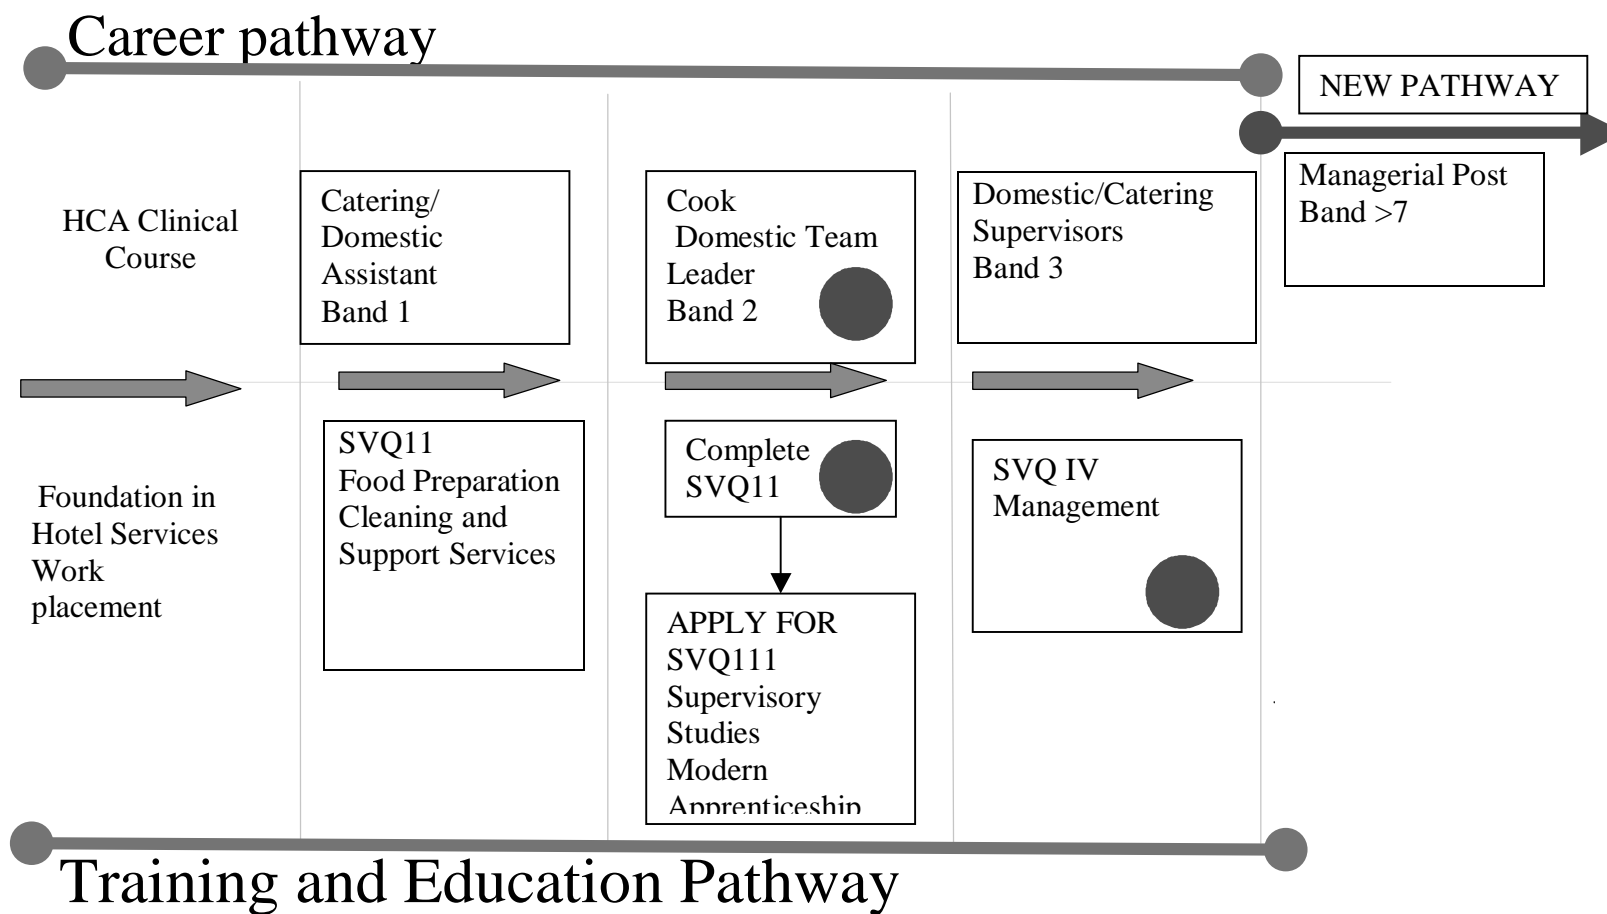 Career pathway
NEW PATHWAY
HCA Clinical
Course
Catering/
Domestic
Assistant
Band 1
Cook
Domestic Team
Leader
Band 2
Domestic/Catering
Supervisors
Band 3
Managerial Post
Band >7
Foundation in
Hotel Services
Work
placement
SVQ11
Food Preparation
Cleaning and
Support Services
Complete
SVQ11
APPLY FOR
SVQ111
Supervisory
Studies
Modern
Apprenticeship
SVQ IV
Management
Training and Education Pathway